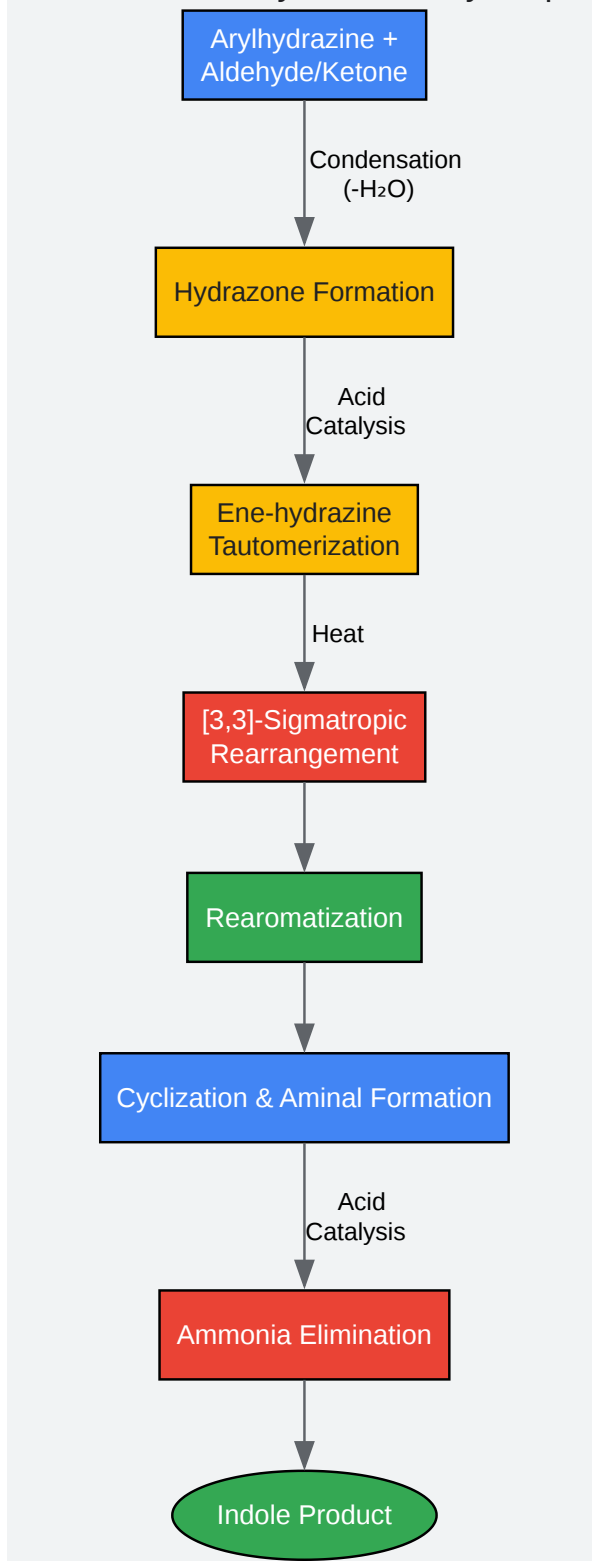 Arylhydrazine +
Aldehyde/Ketone
Condensation
(-H₂O)
Hydrazone Formation
Acid
Catalysis
Ene-hydrazine
Tautomerization
Heat
[3,3]-Sigmatropic
Rearrangement
Rearomatization
Cyclization & Aminal Formation
Acid
Catalysis
Ammonia Elimination
Indole Product